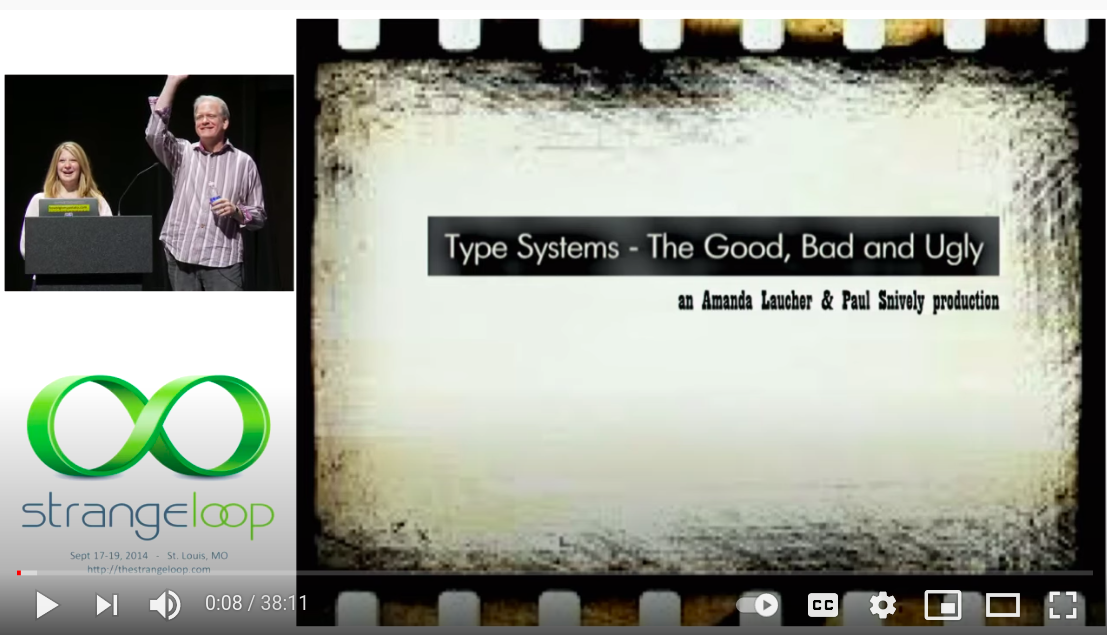 Type Systems - The Good, Bad and Ugly
an Amanda Laucher & Paul Snively production
strangeloop
Sept 17-19, 2014 - St. Louis, MO
http://thestrangeloop.com
0:08 / 38:11
CC